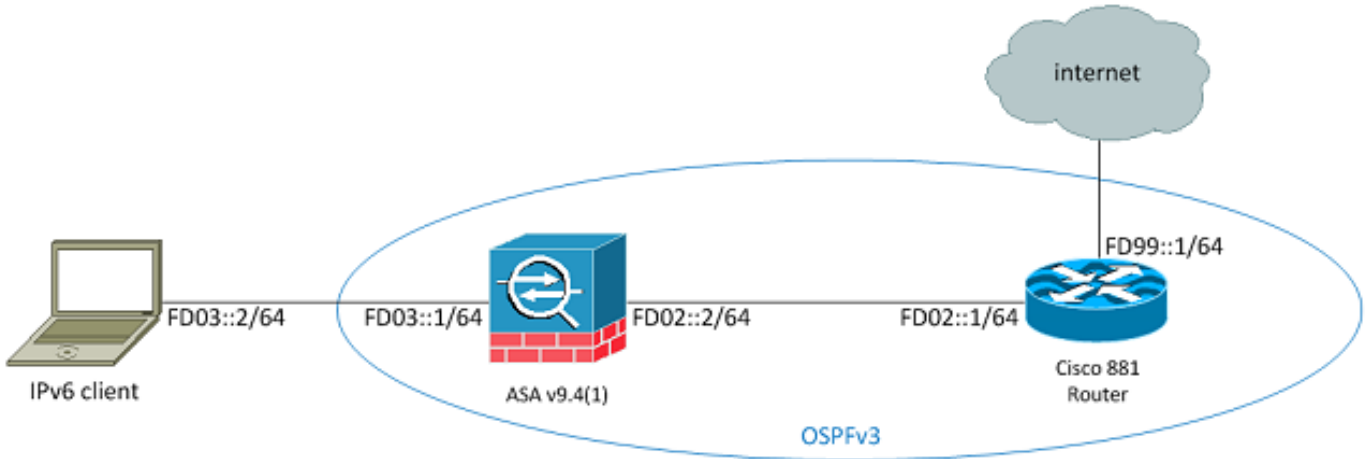 internet
FD99::1/64
FD03::2/64
FD03::1/64
FD02::2/64
FD02::1/64
IPv6 client
ASA v9.4(1)
Cisco 881
Router
OSPFv3